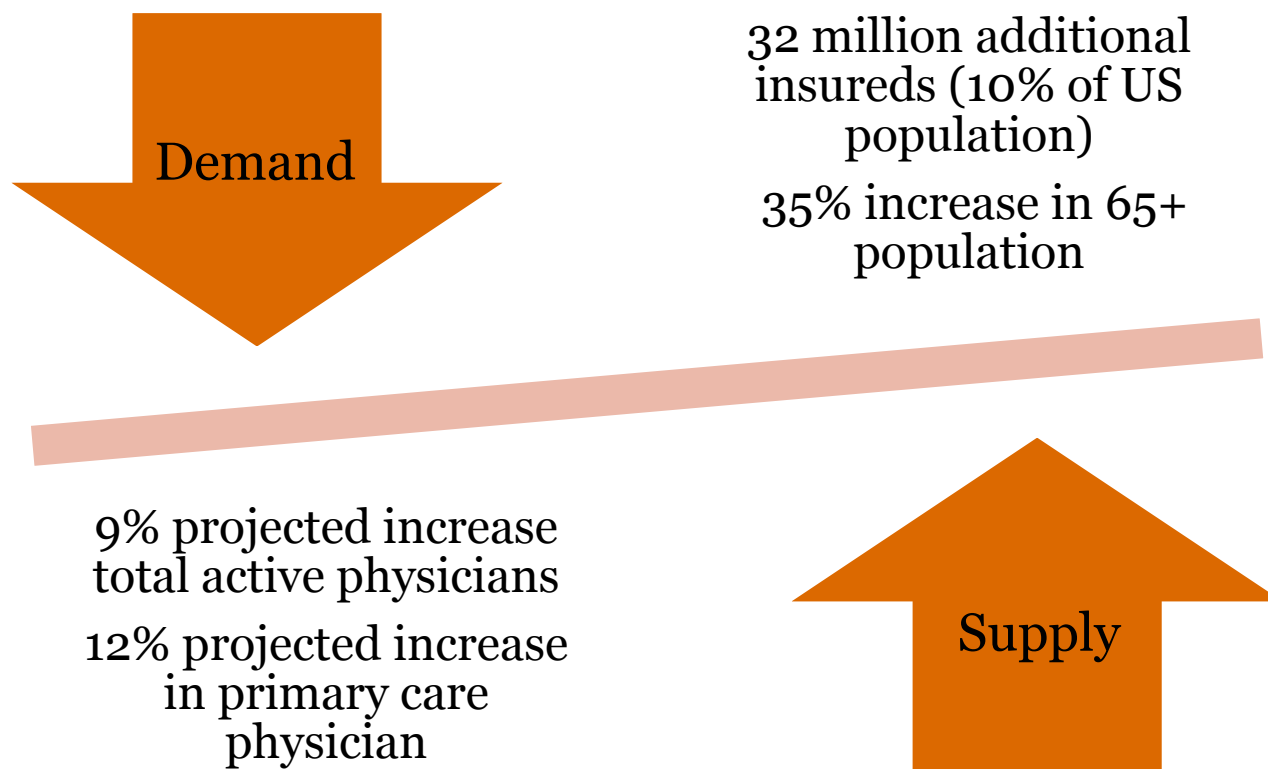 Demand
32 million additional
insureds (10% of US
population)
35% increase in 65+
population
9% projected increase
total active physicians
12% projected increase
in primary care
physician
Supply